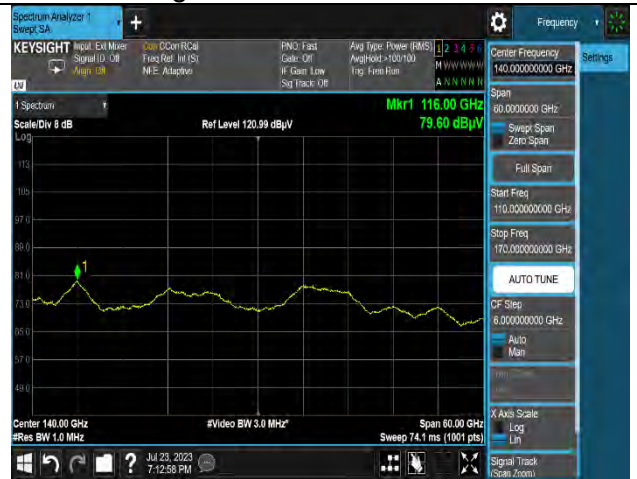 Spectrum Analyzer 1
Swept SA
Frequency
KEYSIGHT
Input: Ext Mixer
Signal ID: Off
Align: Off
Corr CCorr RCal
Freq Ref: Int (S)
NFE: Adaptive
PNO: Fast
Gate: Off
IF Gain: Low
Sig Track: Off
Avg Type: Power (RMS)
Avg|Hold:>100/100
Trig: Free Run
1 2 3 4 5 6
M W W W W W
A N N N N N
LXI
1 Spectrum
Scale/Div 8 dB
Log
Ref Level 120.99 dBµV
Mkr1 116.00 GHz
79.60 dBµV
113
105
97.0
89.0
81.0
73.0
65.0
57.0
49.0
1
Center 140.00 GHz
#Res BW 1.0 MHz
#Video BW 3.0 MHz*
Span 60.00 GHz
Sweep 74.1 ms (1001 pts)
Jul 23, 2023
7:12:58 PM
Center Frequency
140.000000000 GHz
Settings
Span
60.0000000 GHz
Swept Span
Zero Span
Full Span
Start Freq
110.000000000 GHz
Stop Freq
170.000000000 GHz
AUTO TUNE
CF Step
6.000000000 GHz
Auto
Man
X Axis Scale
Log
Lin
Signal Track
(Span Zoom)